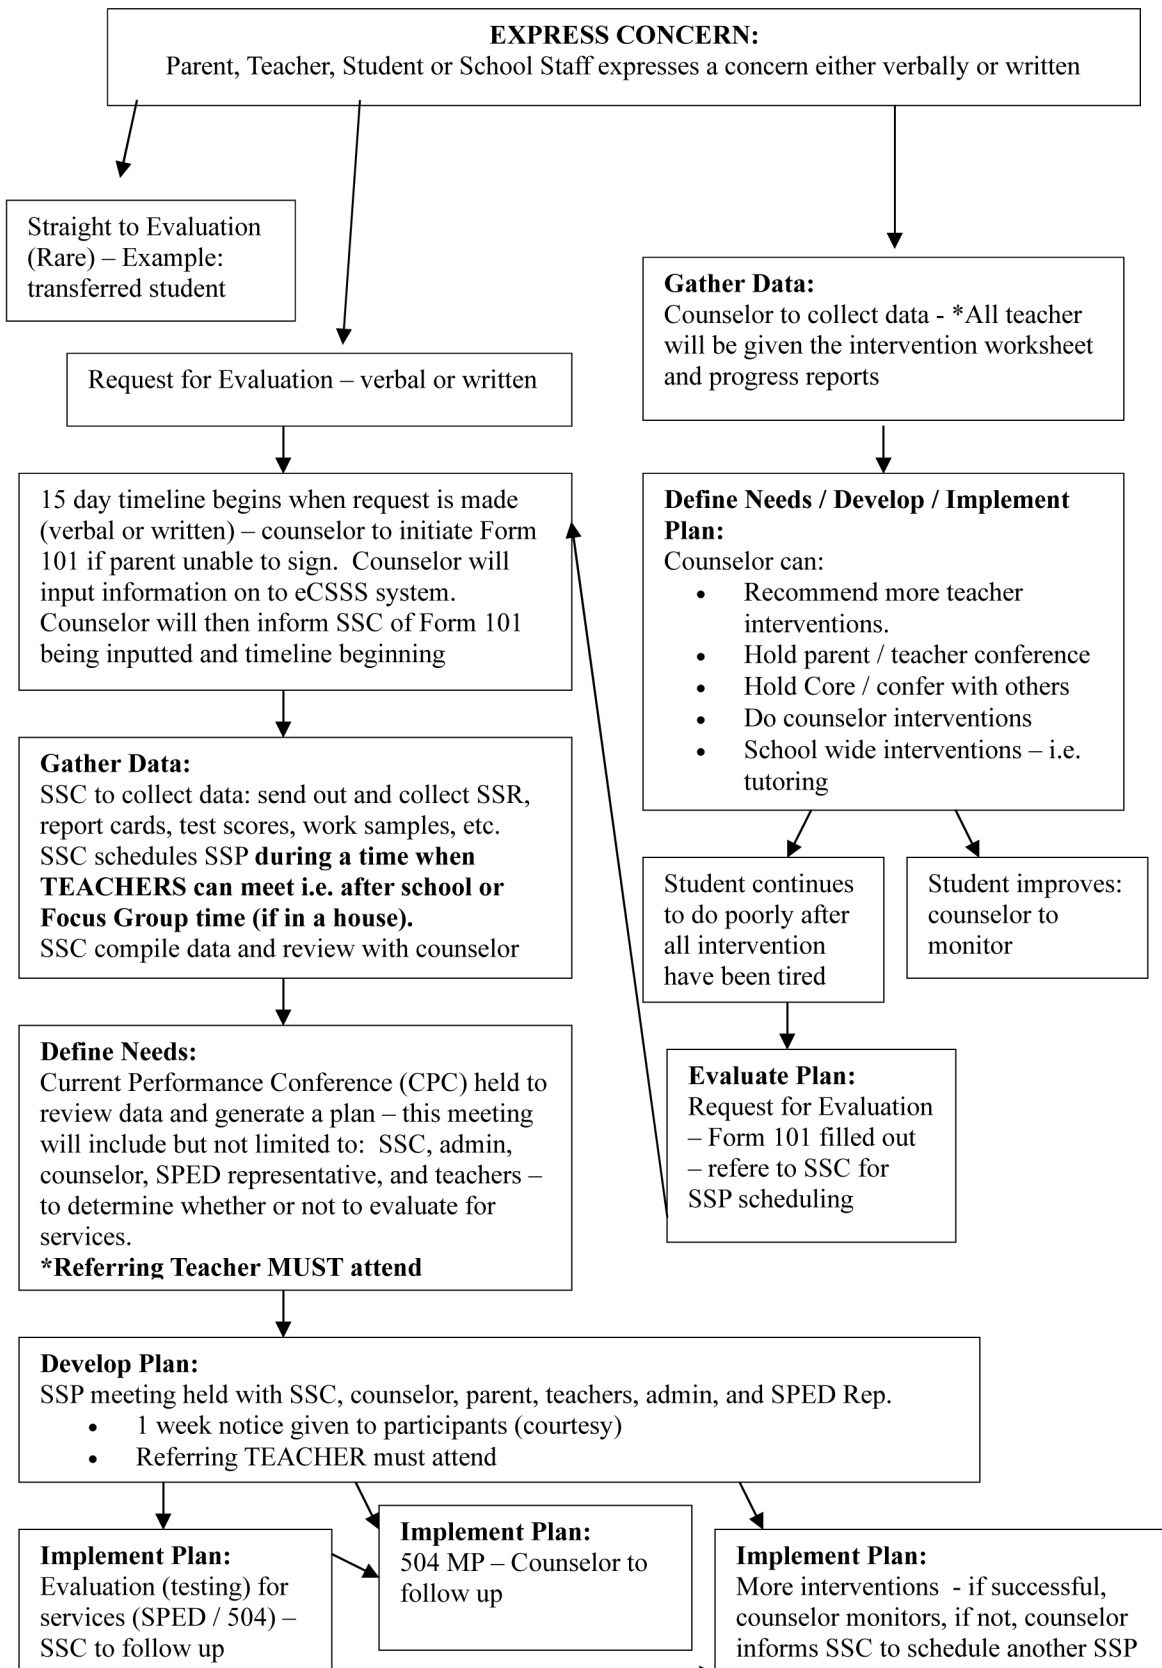 EXPRESS CONCERN:
Parent, Teacher, Student or School Staff expresses a concern either verbally or written
Straight to Evaluation
(Rare) – Example:
transferred student
Request for Evaluation – verbal or written
15 day timeline begins when request is made
(verbal or written) – counselor to initiate Form
101 if parent unable to sign.  Counselor will
input information on to eCSSS system.
Counselor will then inform SSC of Form 101
being inputted and timeline beginning
Gather Data:
SSC to collect data: send out and collect SSR,
report cards, test scores, work samples, etc.
SSC schedules SSP during a time when
TEACHERS can meet i.e. after school or
Focus Group time (if in a house).
SSC compile data and review with counselor
Define Needs:
Current Performance Conference (CPC) held to
review data and generate a plan – this meeting
will include but not limited to:  SSC, admin,
counselor, SPED representative, and teachers –
to determine whether or not to evaluate for
services.
*Referring Teacher MUST attend
Gather Data:
Counselor to collect data - *All teacher
will be given the intervention worksheet
and progress reports
Define Needs / Develop / Implement
Plan:
Counselor can:
• Recommend more teacher
interventions.
• Hold parent / teacher conference
• Hold Core / confer with others
• Do counselor interventions
• School wide interventions – i.e.
tutoring
Student continues
to do poorly after
all intervention
have been tired
Student improves:
counselor to
monitor
Evaluate Plan:
Request for Evaluation
– Form 101 filled out
– refere to SSC for
SSP scheduling
Develop Plan:
SSP meeting held with SSC, counselor, parent, teachers, admin, and SPED Rep.
• 1 week notice given to participants (courtesy)
• Referring TEACHER must attend
Implement Plan:
Evaluation (testing) for
services (SPED / 504) –
SSC to follow up
Implement Plan:
504 MP – Counselor to
follow up
Implement Plan:
More interventions  - if successful,
counselor monitors, if not, counselor
informs SSC to schedule another SSP